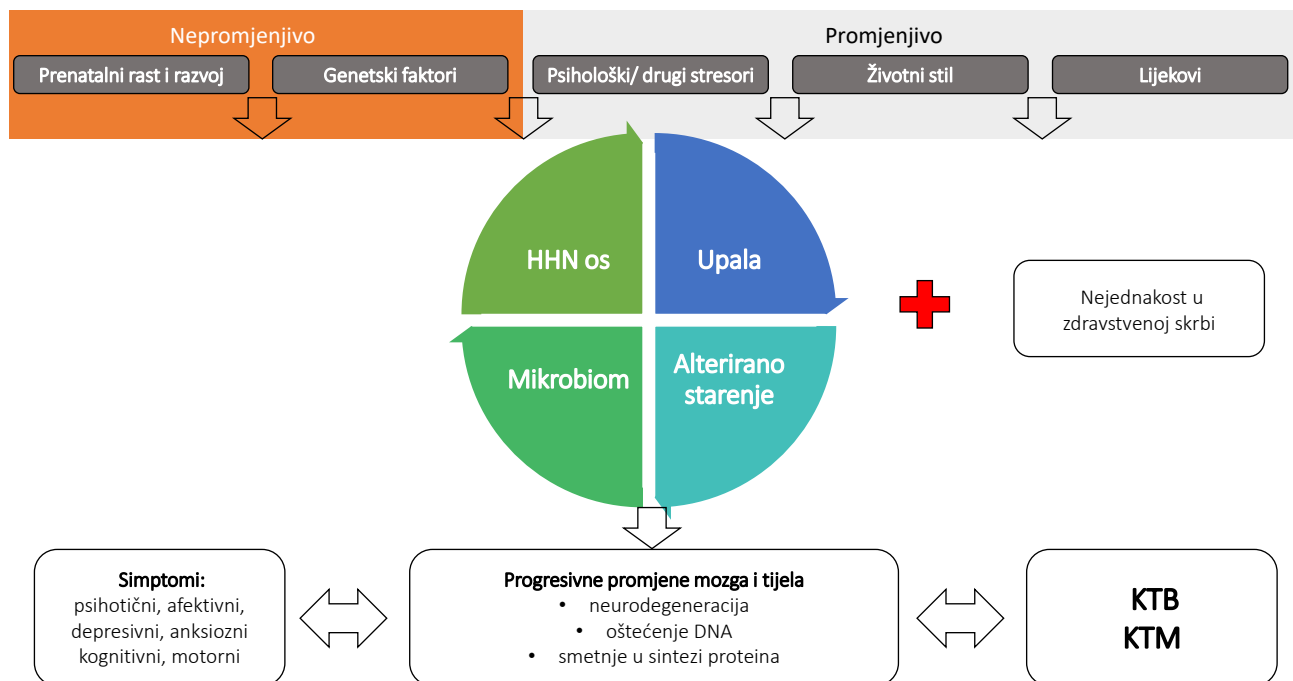 Nepromjenjivo
Promjenjivo
Prenatalni rast i razvoj
Genetski faktori
Psihološki/ drugi stresori
Životni stil
Lijekovi
HHN os
Upala
Mikrobiom
Alterirano
starenje
Nejednakost u
zdravstvenoj skrbi
Simptomi:
psihotični, afektivni,
depresivni, anksiozni
kognitivni, motorni
Progresivne promjene mozga i tijela
• neurodegeneracija
• oštećenje DNA
• smetnje u sintezi proteina
KTB
KTM